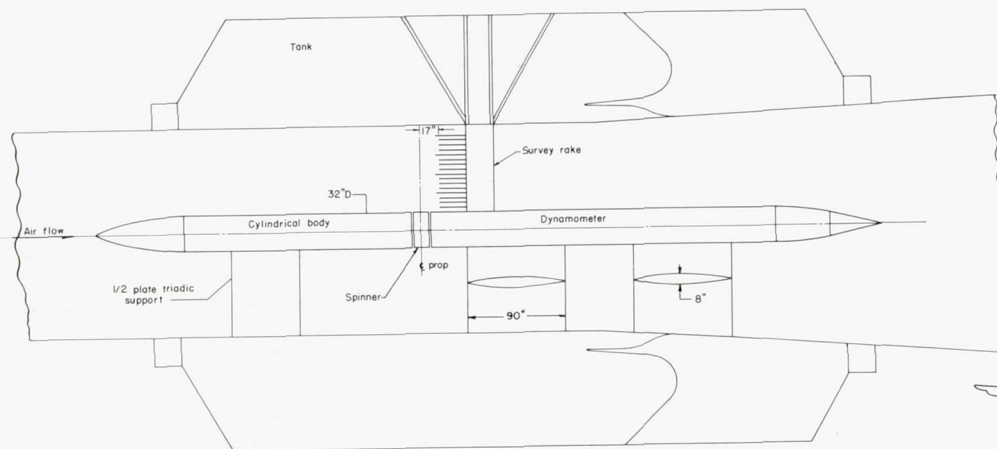 Tank
17"
Survey rake
32"D
Cylindrical body
Dynamometer
Air flow
℄ prop
1/2 plate triadic
support
Spinner
8"
90"